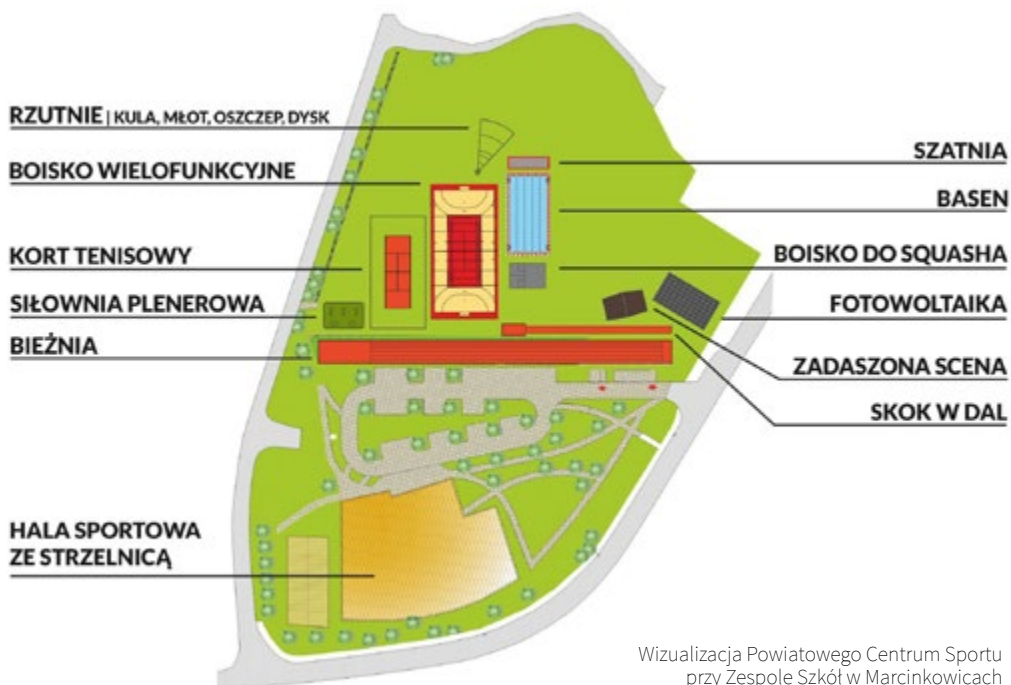 RZUTNIE | KULA, MŁOT, OSZCZEP, DYSK
BOISKO WIELOFUNKCYJNE
KORT TENISOWY
SIŁOWNIA PLENEROWA
BIEŻNIA
HALA SPORTOWA
ZE STRZELNICĄ
SZATNIA
BASEN
BOISKO DO SQUASHA
FOTOWOLTAIKA
ZADASZONA SCENA
SKOK W DAL
Wizualizacja Powiatowego Centrum Sportu
przy Zespole Szkół w Marcinkowicach